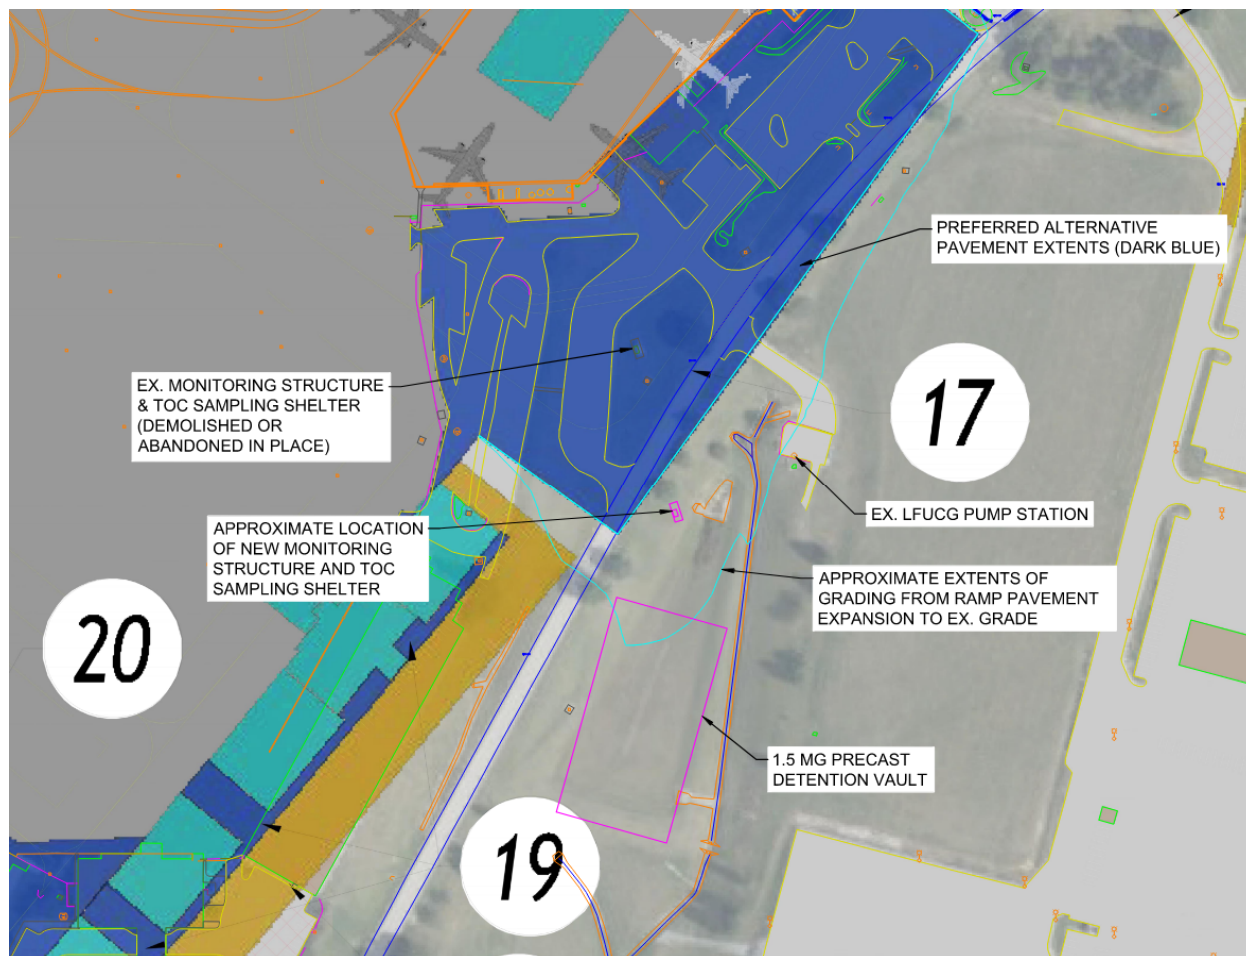 PREFERRED ALTERNATIVE
PAVEMENT EXTENTS (DARK BLUE)
EX. MONITORING STRUCTURE
& TOC SAMPLING SHELTER
(DEMOLISHED OR
ABANDONED IN PLACE)
17
EX. LFUCG PUMP STATION
APPROXIMATE LOCATION
OF NEW MONITORING
STRUCTURE AND TOC
SAMPLING SHELTER
APPROXIMATE EXTENTS OF
GRADING FROM RAMP PAVEMENT
EXPANSION TO EX. GRADE
20
1.5 MG PRECAST
DETENTION VAULT
19